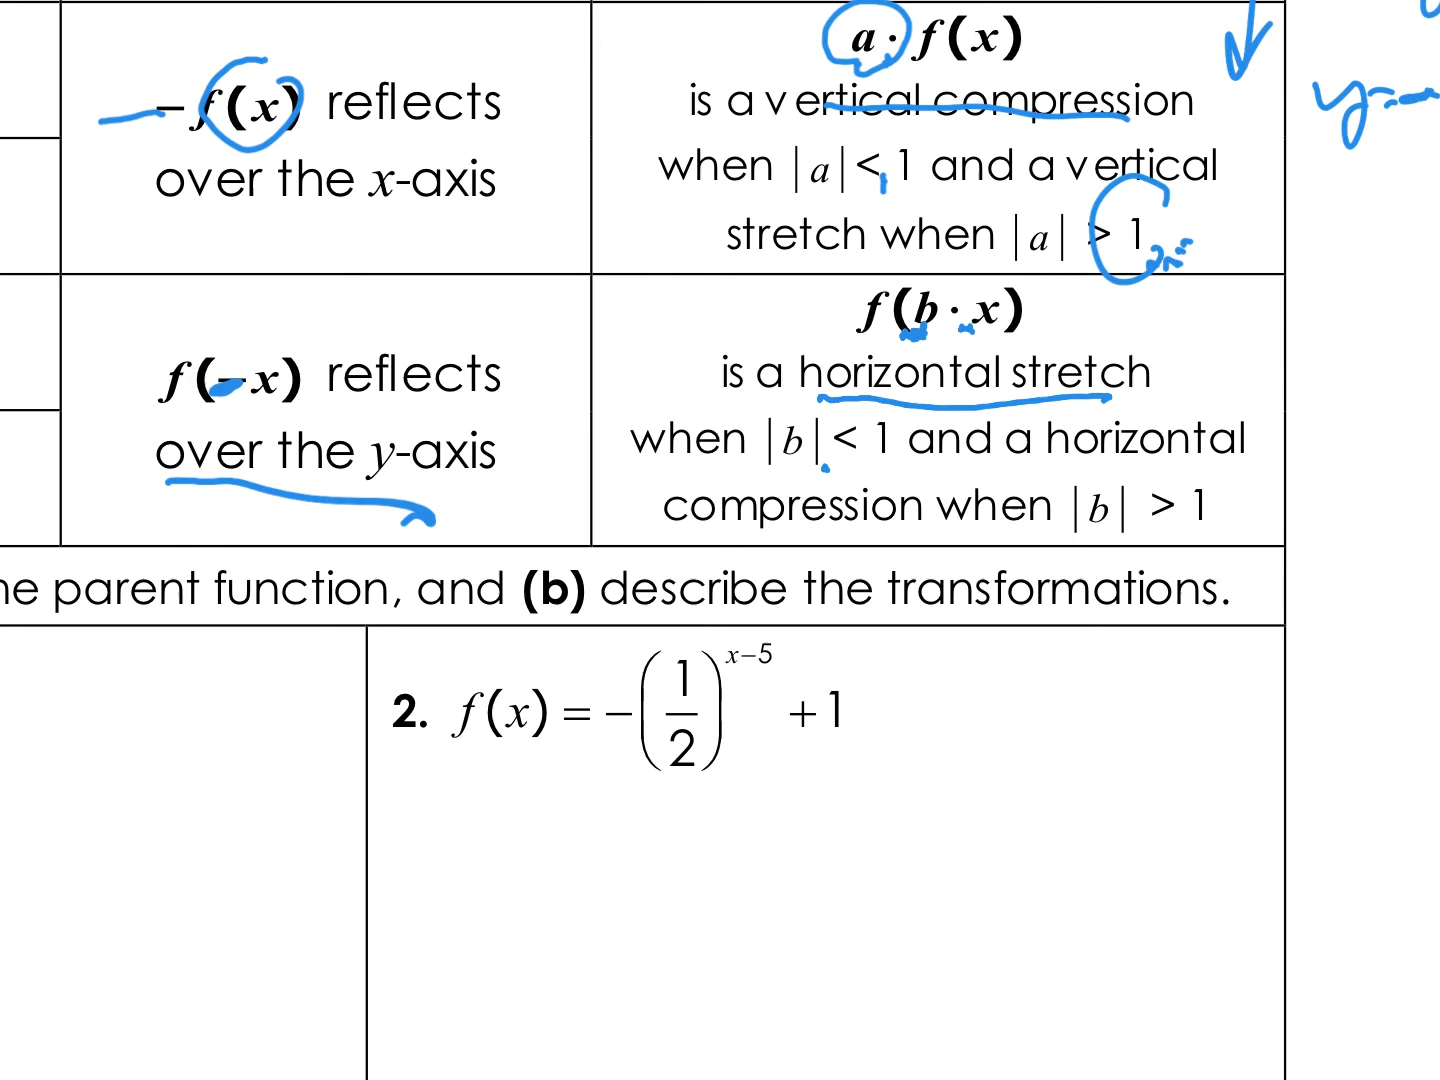 −f(x) reflects
over the x-axis
a · f(x)
is a vertical compression
when |a| < 1 and a vertical
stretch when |a| > 1
y=-
f(−x) reflects
over the y-axis
f(b · x)
is a horizontal stretch
when |b| < 1 and a horizontal
compression when |b| > 1
parent function, and (b) describe the transformations.
2. f(x) = −(1/2)^(x−5) + 1